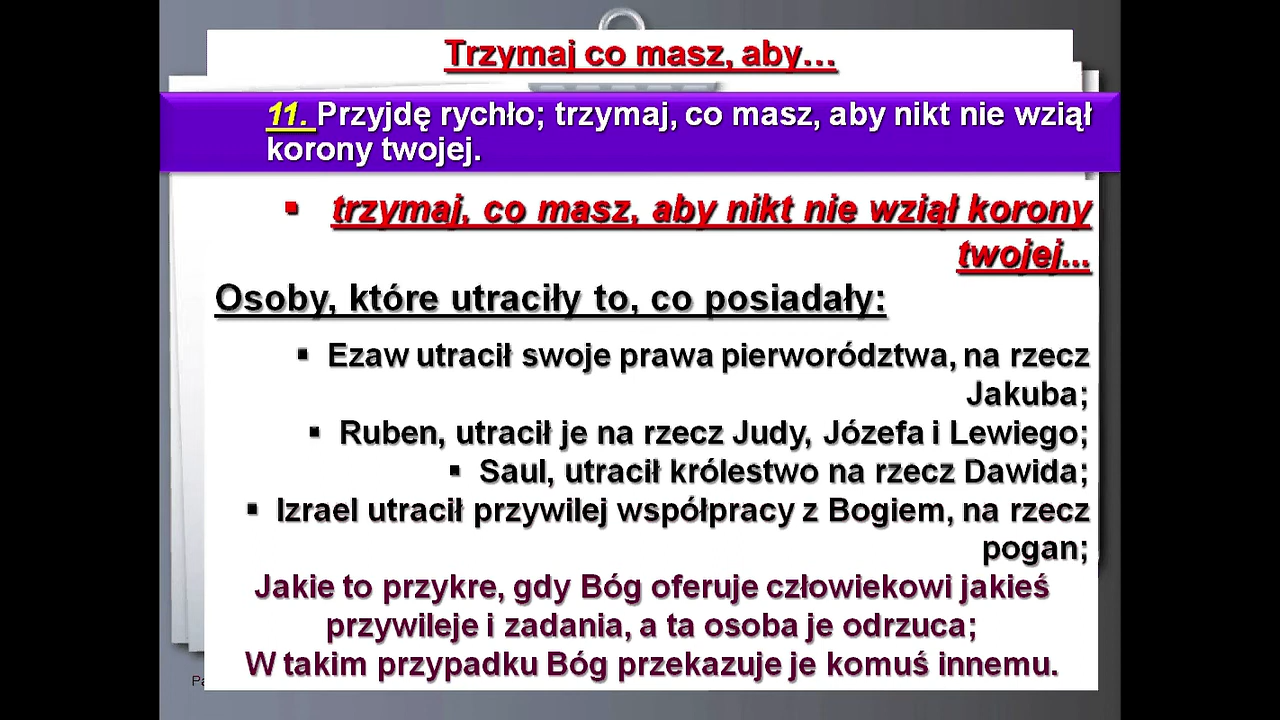 Trzymaj co masz, aby...
11. Przyjdę rychło; trzymaj, co masz, aby nikt nie wziął
korony twojej.
▪ trzymaj, co masz, aby nikt nie wziął korony
twojej...
Osoby, które utraciły to, co posiadały:
▪ Ezaw utracił swoje prawa pierworództwa, na rzecz
Jakuba;
▪ Ruben, utracił je na rzecz Judy, Józefa i Lewiego;
▪ Saul, utracił królestwo na rzecz Dawida;
▪ Izrael utracił przywilej współpracy z Bogiem, na rzecz
pogan;
Jakie to przykre, gdy Bóg oferuje człowiekowi jakieś
przywileje i zadania, a ta osoba je odrzuca;
W takim przypadku Bóg przekazuje je komuś innemu.